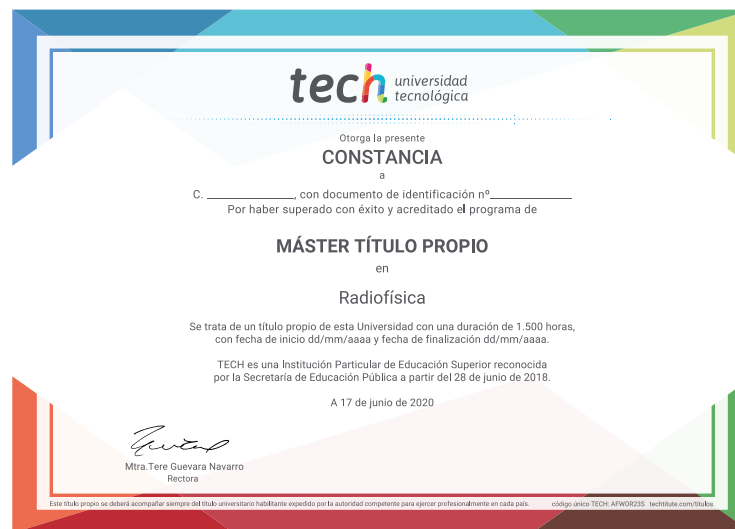 tech universidad
tecnológica
Otorga la presente
CONSTANCIA
a
C. ________________, con documento de identificación nº______________
Por haber superado con éxito y acreditado el programa de
MÁSTER TÍTULO PROPIO
en
Radiofísica
Se trata de un título propio de esta Universidad con una duración de 1.500 horas,
con fecha de inicio dd/mm/aaaa y fecha de finalización dd/mm/aaaa.
TECH es una Institución Particular de Educación Superior reconocida
por la Secretaría de Educación Pública a partir del 28 de junio de 2018.
A 17 de junio de 2020
Mtra.Tere Guevara Navarro
Rectora
Este título propio se deberá acompañar siempre del título universitario habilitante expedido por la autoridad competente para ejercer profesionalmente en cada país. código único TECH: AFWOR23S techtitute.com/titulos